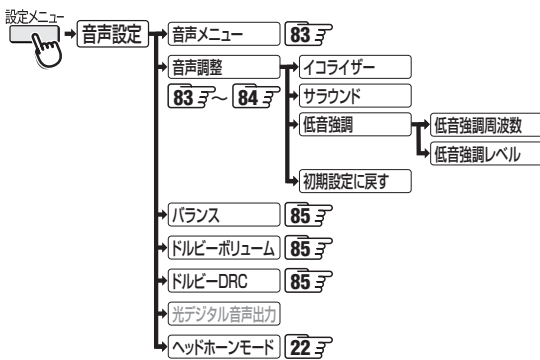 設定メニュー
音声設定
音声メニュー 83
音声調整 イコライザー
83 ～ 84 サラウンド
低音強調 低音強調周波数
低音強調レベル
初期設定に戻す
バランス 85
ドルビーボリューム 85
ドルビーDRC 85
光デジタル音声出力
ヘッドホーンモード 22